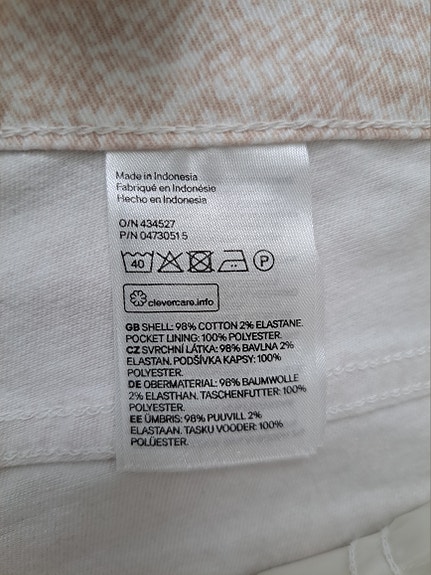 Made in Indonesia
Fabriqué en Indonésie
Hecho en Indonesia
O/N 434527
P/N 0473051 5
40
P
clevercare.info
GB SHELL: 98% COTTON 2% ELASTANE.
POCKET LINING: 100% POLYESTER.
CZ SVRCHNÍ LÁTKA: 98% BAVLNA 2%
ELASTAN. PODŠÍVKA KAPSY: 100%
POLYESTER.
DE OBERMATERIAL: 98% BAUMWOLLE
2% ELASTHAN. TASCHENFUTTER: 100%
POLYESTER.
EE ÜMBRIS: 98% PUUVILL 2%
ELASTAAN. TASKU VOODER: 100%
POLÜESTER.